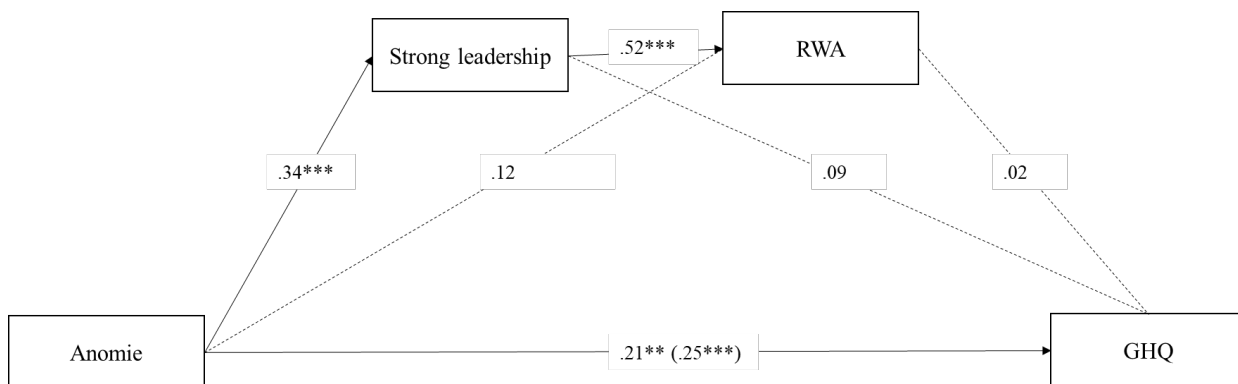 Strong leadership
.52***
RWA
.34***
.12
.09
.02
Anomie
.21** (.25***)
GHQ